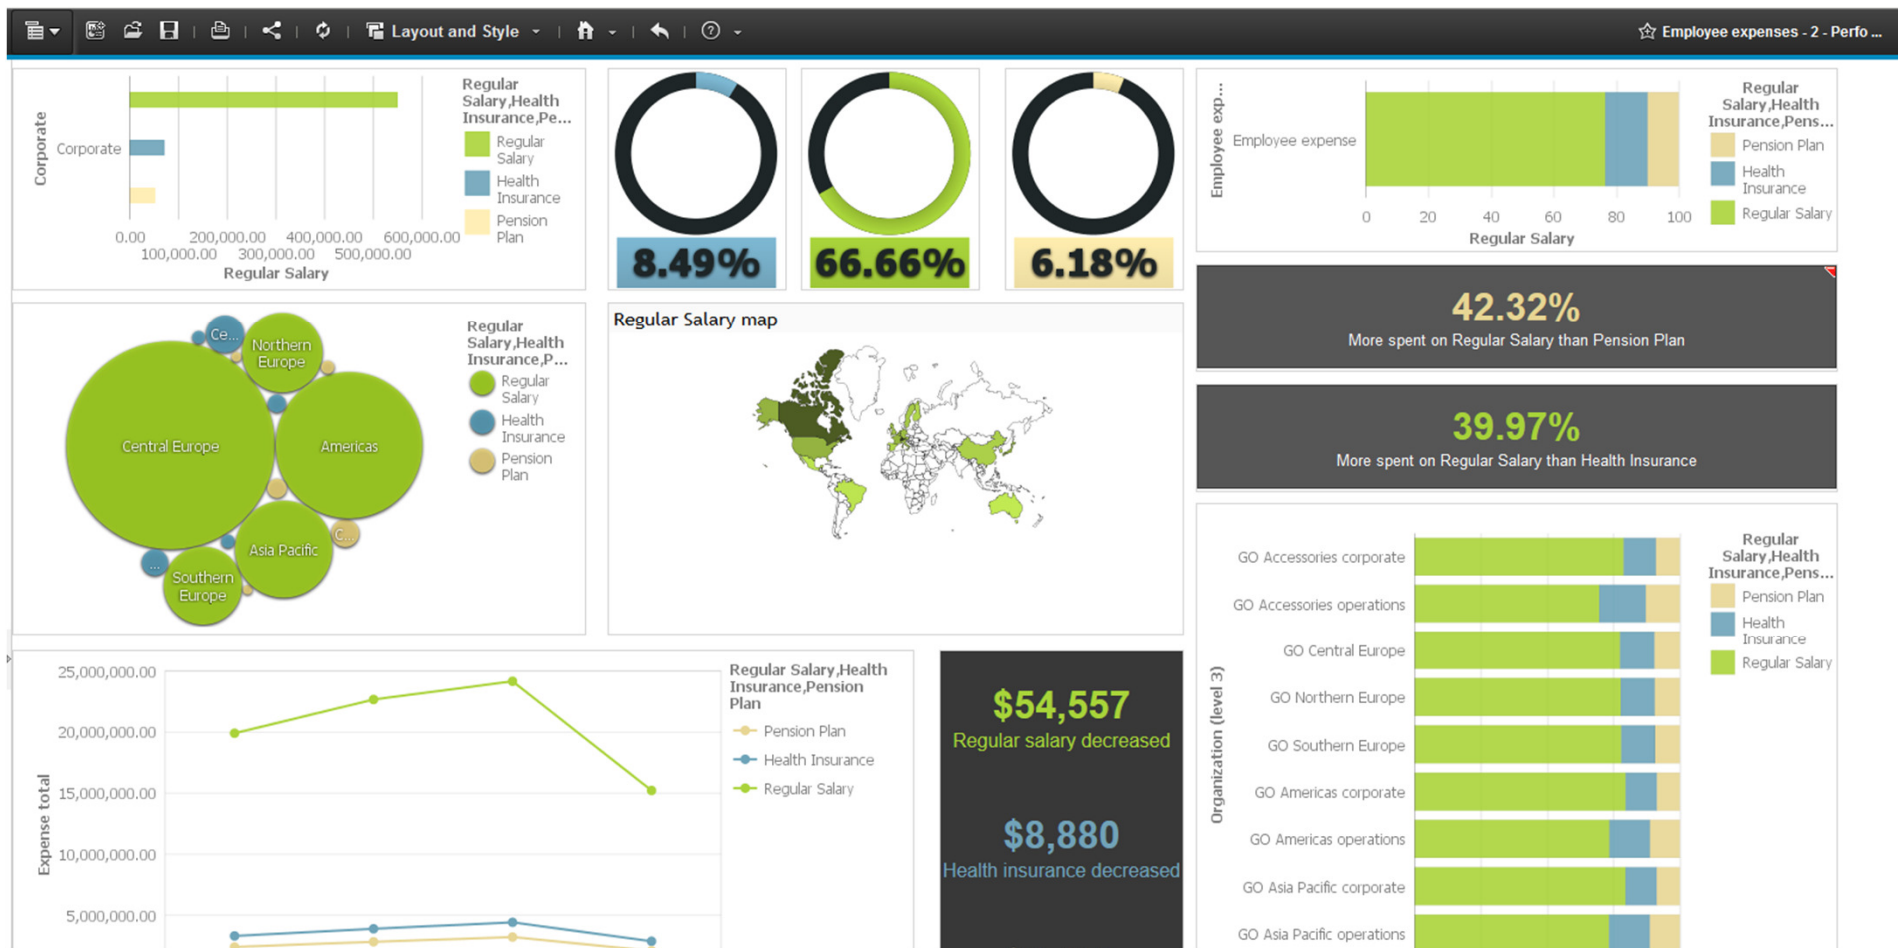 Layout and Style
Employee expenses - 2 - Perfo ...
Corporate
Corporate
0.00
200,000.00
400,000.00
600,000.00
100,000.00
300,000.00
500,000.00
Regular Salary
Regular
Salary,Health
Insurance,Pe...
Regular
Salary
Health
Insurance
Pension
Plan
8.49%
66.66%
6.18%
Employee exp...
Employee expense
0
20
40
60
80
100
Regular Salary
Regular
Salary,Health
Insurance,Pens...
Pension Plan
Health
Insurance
Regular Salary
42.32%
More spent on Regular Salary than Pension Plan
39.97%
More spent on Regular Salary than Health Insurance
Ce...
Northern
Europe
Central Europe
Americas
Asia Pacific
C...
...
Southern
Europe
Regular
Salary,Health
Insurance,P...
Regular
Salary
Health
Insurance
Pension
Plan
Regular Salary map
Expense total
25,000,000.00
20,000,000.00
15,000,000.00
10,000,000.00
5,000,000.00
Regular Salary,Health
Insurance,Pension
Plan
Pension Plan
Health Insurance
Regular Salary
$54,557
Regular salary decreased
$8,880
Health insurance decreased
Organization (level 3)
GO Accessories corporate
GO Accessories operations
GO Central Europe
GO Northern Europe
GO Southern Europe
GO Americas corporate
GO Americas operations
GO Asia Pacific corporate
GO Asia Pacific operations
Regular
Salary,Health
Insurance,Pens...
Pension Plan
Health
Insurance
Regular Salary